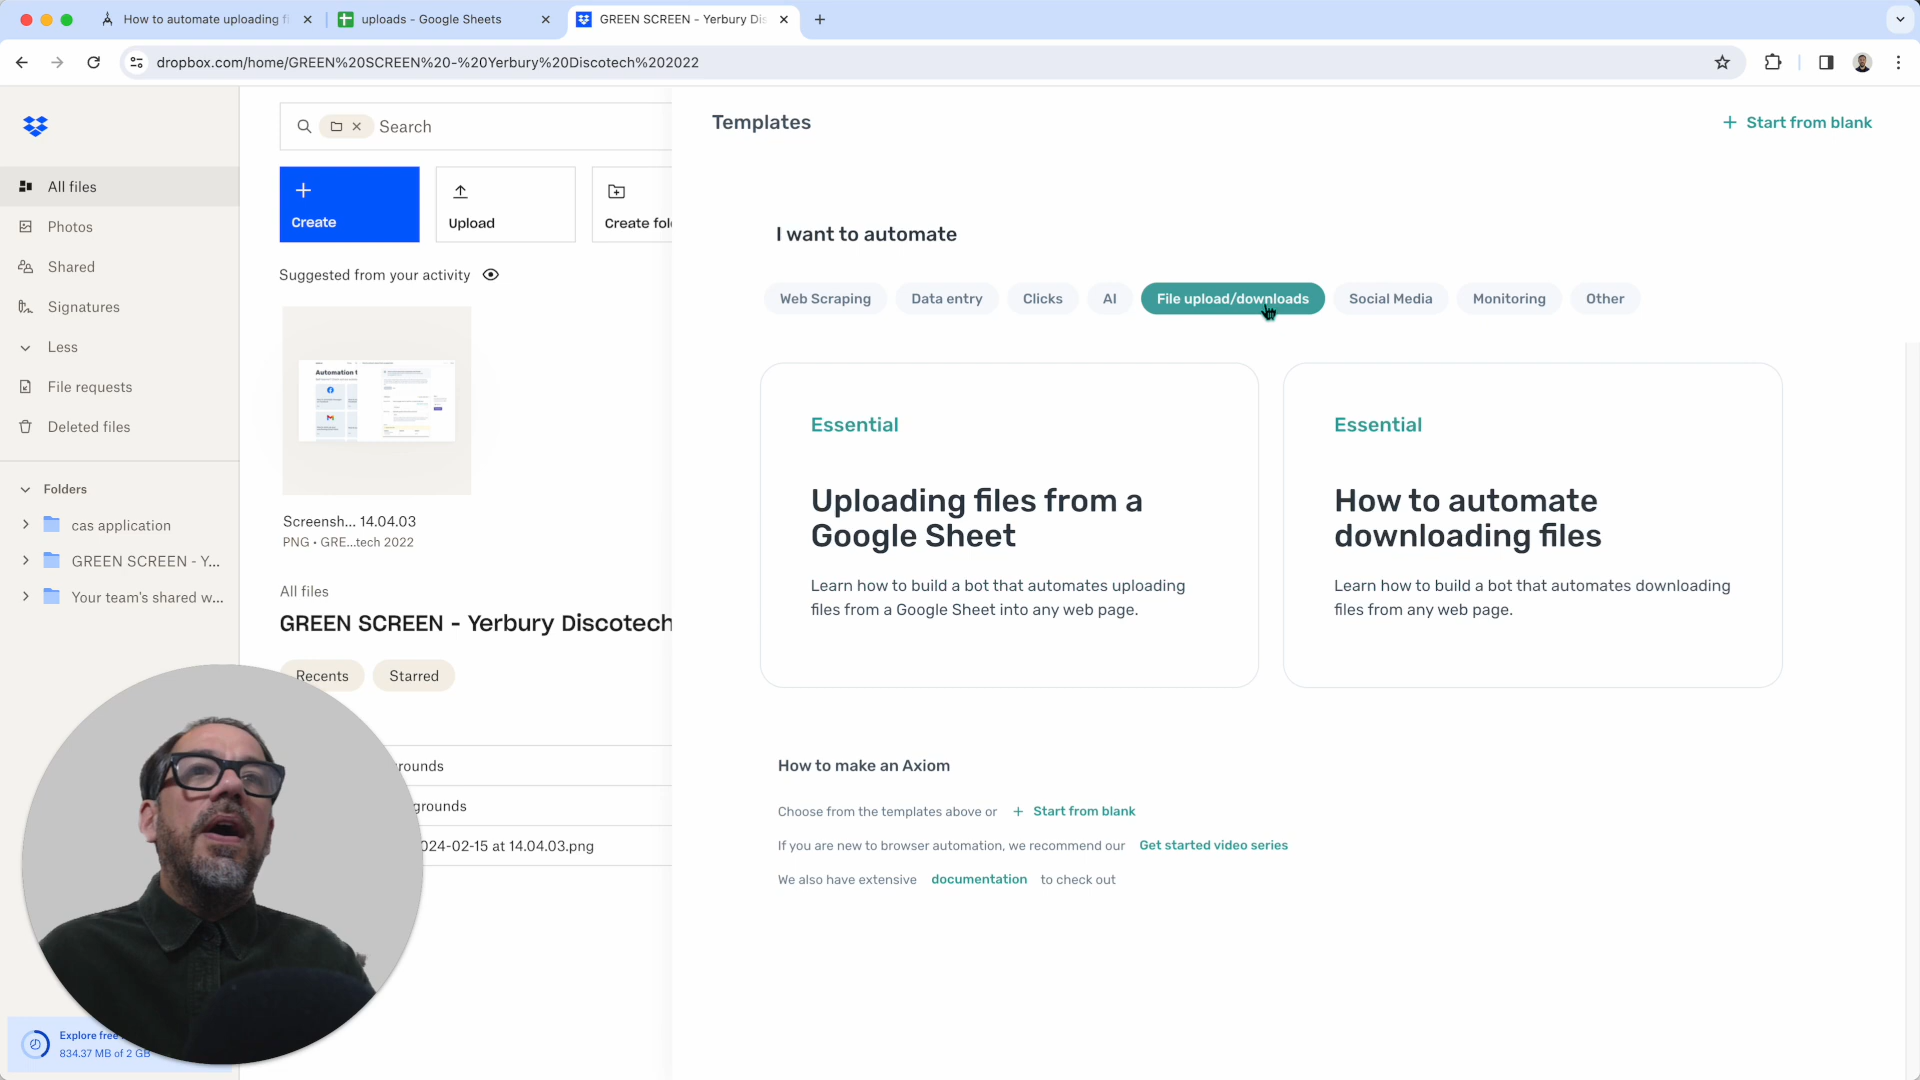 How to automate uploading fi
uploads - Google Sheets
GREEN SCREEN - Yerbury Dis
dropbox.com/home/GREEN%20SCREEN%20-%20Yerbury%20Discotech%202022
Search
Templates
Start from blank
All files
Photos
Shared
Signatures
Less
File requests
Deleted files
Folders
cas application
GREEN SCREEN - Y...
Your team's shared w...
Create
Upload
Create fol
Suggested from your activity
Automation
Screensh... 14.04.03
PNG • GRE...tech 2022
All files
GREEN SCREEN - Yerbury Discotech
Recents
Starred
rounds
grounds
024-02-15 at 14.04.03.png
Explore free
834.37 MB of 2 GB
I want to automate
Web Scraping
Data entry
Clicks
AI
File upload/downloads
Social Media
Monitoring
Other
Essential
Uploading files from a
Google Sheet
Learn how to build a bot that automates uploading
files from a Google Sheet into any web page.
Essential
How to automate
downloading files
Learn how to build a bot that automates downloading
files from any web page.
How to make an Axiom
Choose from the templates above or + Start from blank
If you are new to browser automation, we recommend our Get started video series
We also have extensive documentation to check out